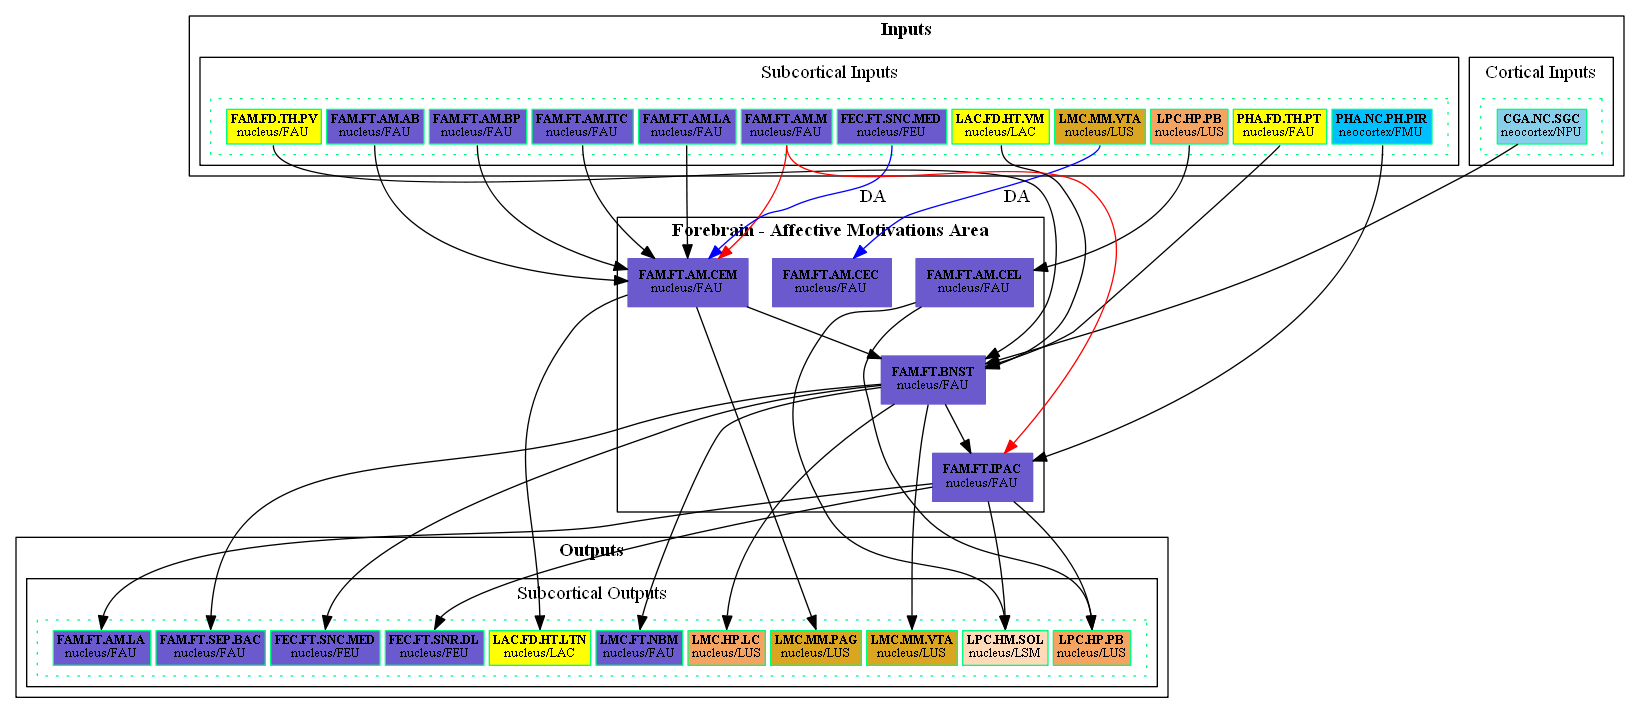 Inputs
Subcortical Inputs
Cortical Inputs
FAM.FD.TH.PV
nucleus/FAU
FAM.FT.AM.AB
nucleus/FAU
FAM.FT.AM.BP
nucleus/FAU
FAM.FT.AM.ITC
nucleus/FAU
FAM.FT.AM.LA
nucleus/FAU
FAM.FT.AM.M
nucleus/FAU
FEC.FT.SNC.MED
nucleus/FEU
LAC.FD.HT.VM
nucleus/LAC
LMC.MM.VTA
nucleus/LUS
LPC.HP.PB
nucleus/LUS
PHA.FD.TH.PT
nucleus/FAU
PHA.NC.PH.PIR
neocortex/FMU
CGA.NC.SGC
neocortex/NPU
DA
DA
Forebrain - Affective Motivations Area
FAM.FT.AM.CEM
nucleus/FAU
FAM.FT.AM.CEC
nucleus/FAU
FAM.FT.AM.CEL
nucleus/FAU
FAM.FT.BNST
nucleus/FAU
FAM.FT.IPAC
nucleus/FAU
Outputs
Subcortical Outputs
FAM.FT.AM.LA
nucleus/FAU
FAM.FT.SEP.BAC
nucleus/FAU
FEC.FT.SNC.MED
nucleus/FEU
FEC.FT.SNR.DL
nucleus/FEU
LAC.FD.HT.LTN
nucleus/LAC
LMC.FT.NBM
nucleus/FAU
LMC.HP.LC
nucleus/LUS
LMC.MM.PAG
nucleus/LUS
LMC.MM.VTA
nucleus/LUS
LPC.HM.SOL
nucleus/LSM
LPC.HP.PB
nucleus/LUS